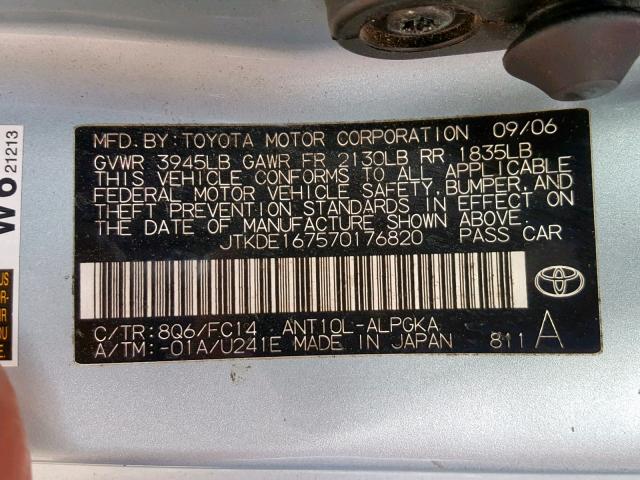 MFD. BY: TOYOTA MOTOR CORPORATION 09/06
GVWR 3945LB GAWR FR 2130LB RR 1835LB
THIS VEHICLE CONFORMS TO ALL APPLICABLE
FEDERAL MOTOR VEHICLE SAFETY, BUMPER, AND
THEFT PREVENTION STANDARDS IN EFFECT ON
THE DATE OF MANUFACTURE SHOWN ABOVE.
JTKDE167570176820 PASS CAR
C/TR: 8Q6/FC14 ANT10L-ALPGKA
A/TM: -01A/U241E MADE IN JAPAN 811 A
W6
21213